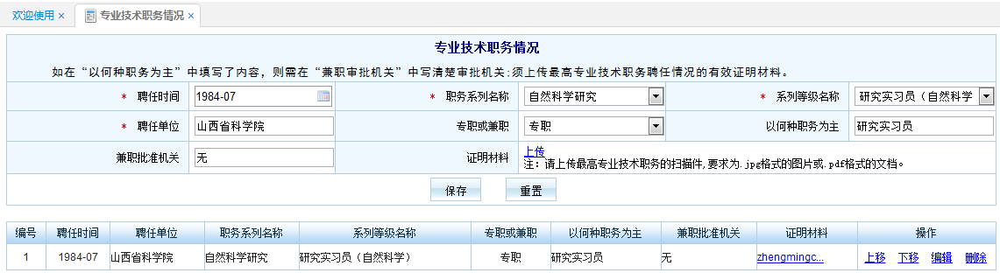 欢迎使用 × 专业技术职务情况 ×
专业技术职务情况
如在“以何种职务为主”中填写了内容，则需在“兼职审批机关”中写清楚审批机关;须上传最高专业技术职务聘任情况的有效证明材料。
* 聘任时间 1984-07 * 职务系列名称 自然科学研究 * 系列等级名称 研究实习员（自然科学
* 聘任单位 山西省科学院 专职或兼职 专职 以何种职务为主 研究实习员
兼职批准机关 无 证明材料 上传
注: 请上传最高专业技术职务的扫描件,要求为.jpg格式的图片或.pdf格式的文档。
保存 重置
编号 聘任时间 聘任单位 职务系列名称 系列等级名称 专职或兼职 以何种职务为主 兼职批准机关 证明材料 操作
1 1984-07 山西省科学院 自然科学研究 研究实习员（自然科学） 专职 研究实习员 无 zhengmingc... 上移 下移 编辑 删除